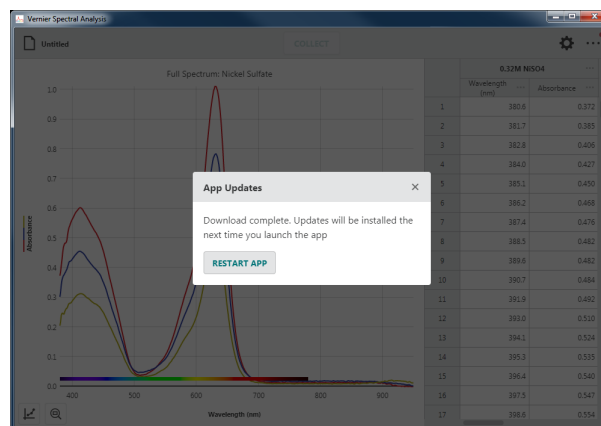 Vernier Spectral Analysis
Untitled
COLLECT
Full Spectrum: Nickel Sulfate
1.0
0.9
0.8
0.7
0.6
0.5
0.4
0.3
0.2
0.1
0.0
Absorbance
400 500 600 700 800 900
Wavelength (nm)
App Updates
Download complete. Updates will be installed the
next time you launch the app
RESTART APP
0.32M NiSO4
Wavelength (nm) Absorbance
1 380.6 0.372
2 381.7 0.385
3 382.8 0.406
4 384.0 0.427
5 385.1 0.450
6 386.2 0.468
7 387.4 0.476
8 388.5 0.482
9 389.6 0.482
10 390.7 0.484
11 391.9 0.492
12 393.0 0.510
13 394.1 0.524
14 395.3 0.535
15 396.4 0.540
16 397.5 0.547
17 398.6 0.554